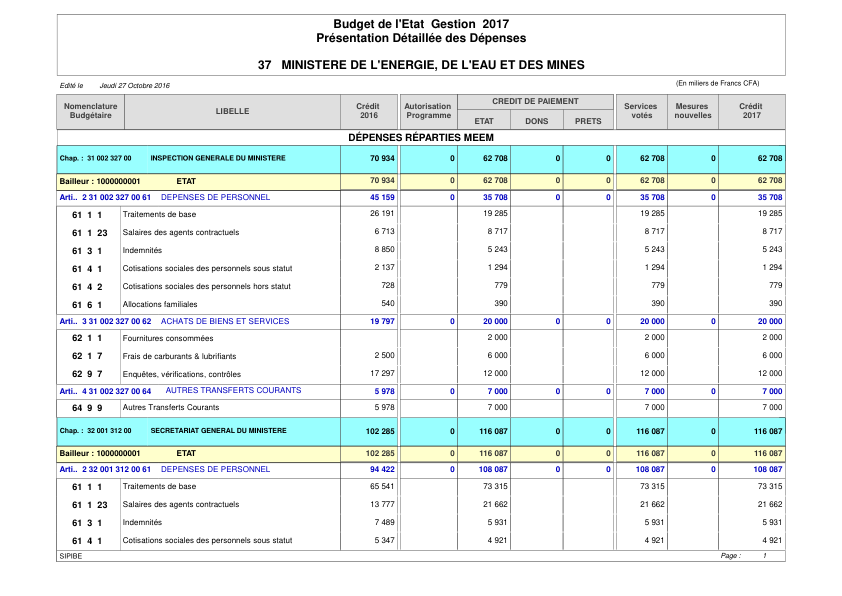 Budget de l'Etat Gestion 2017
Présentation Détaillée des Dépenses
37 MINISTERE DE L'ENERGIE, DE L'EAU ET DES MINES
Edité le Jeudi 27 Octobre 2016 (En milliers de Francs CFA)
Nomenclature Budgétaire LIBELLE Crédit 2016 Autorisation Programme CREDIT DE PAIEMENT ETAT DONS PRETS Services votés Mesures nouvelles Crédit 2017
DÉPENSES RÉPARTIES MEEM
Chap. : 31 002 327 00 INSPECTION GENERALE DU MINISTERE 70 934 0 62 708 0 0 62 708 0 62 708
Bailleur : 1000000001 ETAT 70 934 0 62 708 0 0 62 708 0 62 708
Arti.. 2 31 002 327 00 61 DEPENSES DE PERSONNEL 45 159 0 35 708 0 0 35 708 0 35 708
61 1 1 Traitements de base 26 191 19 285 19 285 19 285
61 1 23 Salaires des agents contractuels 6 713 8 717 8 717 8 717
61 3 1 Indemnités 8 850 5 243 5 243 5 243
61 4 1 Cotisations sociales des personnels sous statut 2 137 1 294 1 294 1 294
61 4 2 Cotisations sociales des personnels hors statut 728 779 779 779
61 6 1 Allocations familiales 540 390 390 390
Arti.. 3 31 002 327 00 62 ACHATS DE BIENS ET SERVICES 19 797 0 20 000 0 0 20 000 0 20 000
62 1 1 Fournitures consommées 2 000 2 000 2 000
62 1 7 Frais de carburants & lubrifiants 2 500 6 000 6 000 6 000
62 9 7 Enquêtes, vérifications, contrôles 17 297 12 000 12 000 12 000
Arti.. 4 31 002 327 00 64 AUTRES TRANSFERTS COURANTS 5 978 0 7 000 0 0 7 000 0 7 000
64 9 9 Autres Transferts Courants 5 978 7 000 7 000 7 000
Chap. : 32 001 312 00 SECRETARIAT GENERAL DU MINISTERE 102 285 0 116 087 0 0 116 087 0 116 087
Bailleur : 1000000001 ETAT 102 285 0 116 087 0 0 116 087 0 116 087
Arti.. 2 32 001 312 00 61 DEPENSES DE PERSONNEL 94 422 0 108 087 0 0 108 087 0 108 087
61 1 1 Traitements de base 65 541 73 315 73 315 73 315
61 1 23 Salaires des agents contractuels 13 777 21 662 21 662 21 662
61 3 1 Indemnités 7 489 5 931 5 931 5 931
61 4 1 Cotisations sociales des personnels sous statut 5 347 4 921 4 921 4 921
SIPIBE Page : 1